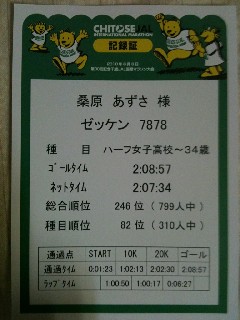 CHITOSE JAL
INTERNATIONAL MARATHON
記録証
桑原 あずさ 様
ゼッケン 7878
種目 ハーフ女子高校~34歳
ゴールタイム 2:08:57
ネットタイム 2:07:34
総合順位 246 位 (799人中)
種目順位 82 位 (310人中)
通過点 START 10K 20K ゴール
通過タイム 0:01:23 1:02:13 2:02:30 2:08:57
ラップタイム 1:00:50 1:00:17 0:06:27